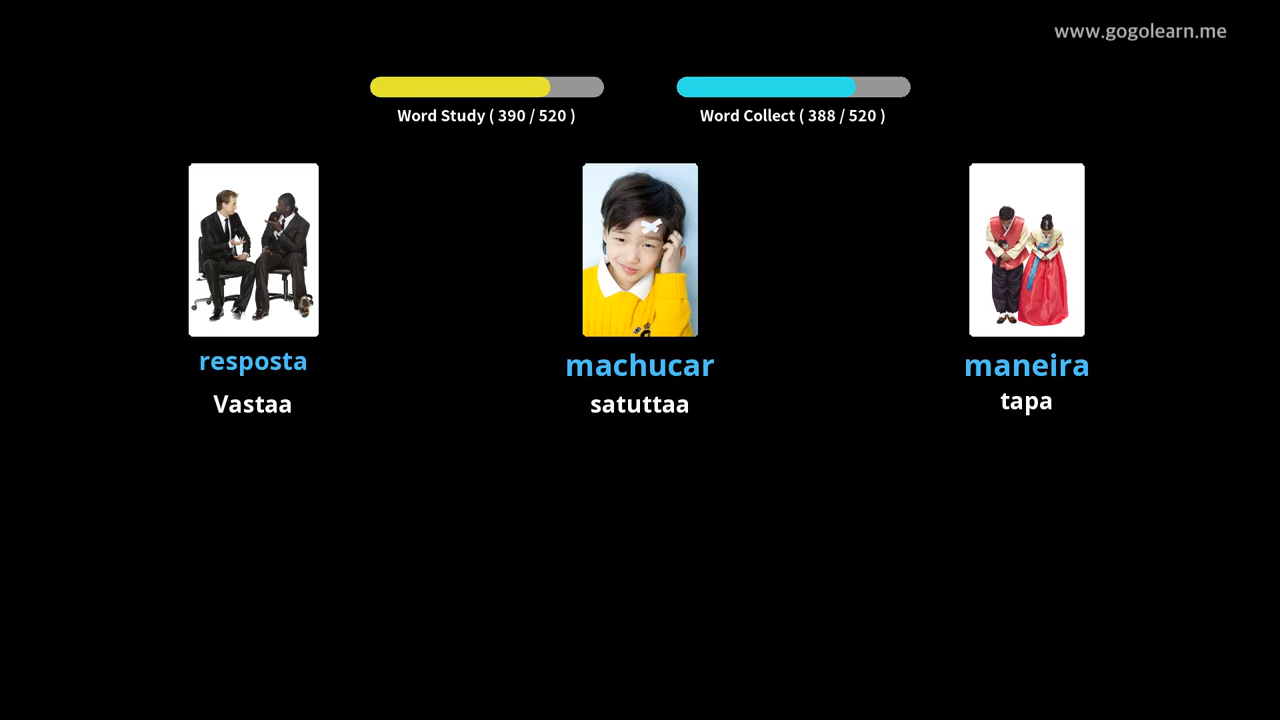 www.gogolearn.me
Word Study ( 390 / 520 )
Word Collect ( 388 / 520 )
resposta
machucar
maneira
Vastaa
satuttaa
tapa